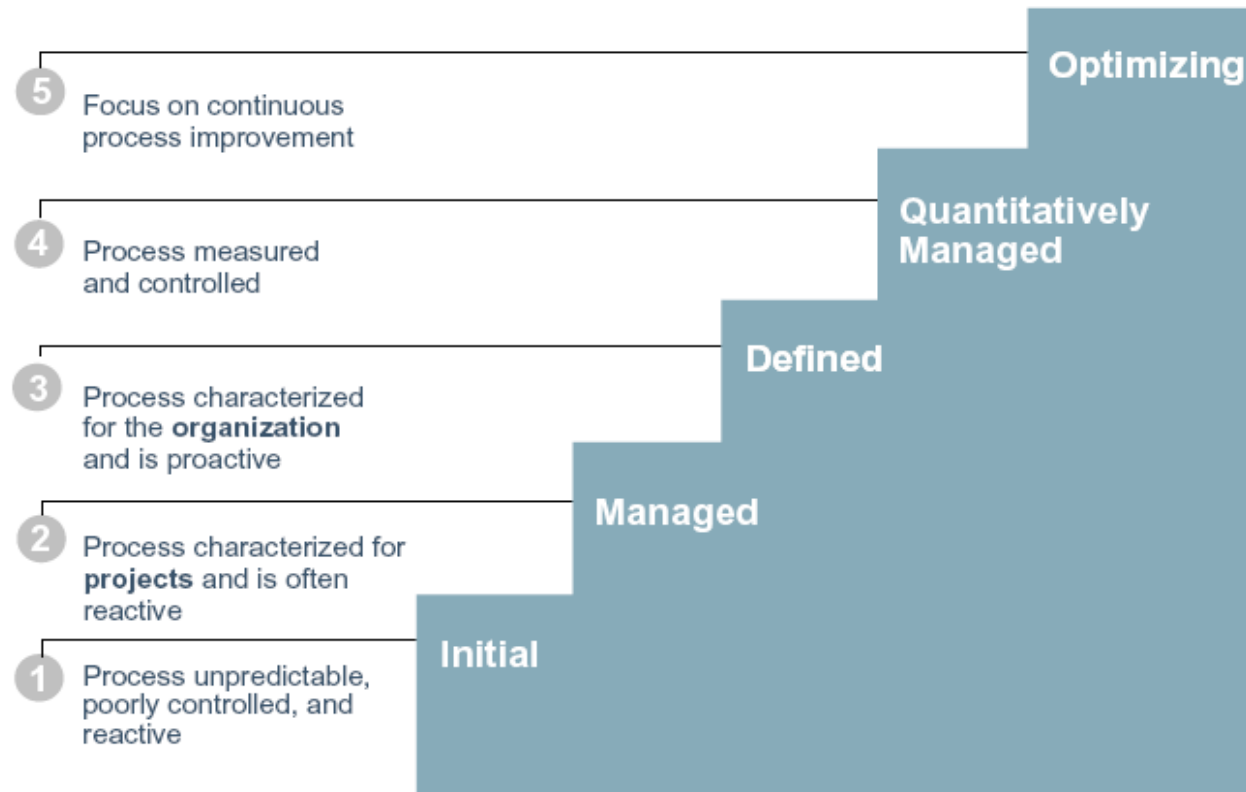 5
Optimizing
Focus on continuous
process improvement
4
Quantitatively
Managed
Process measured
and controlled
3
Defined
Process characterized
for the organization
and is proactive
2
Managed
Process characterized for
projects and is often
reactive
1
Initial
Process unpredictable,
poorly controlled, and
reactive